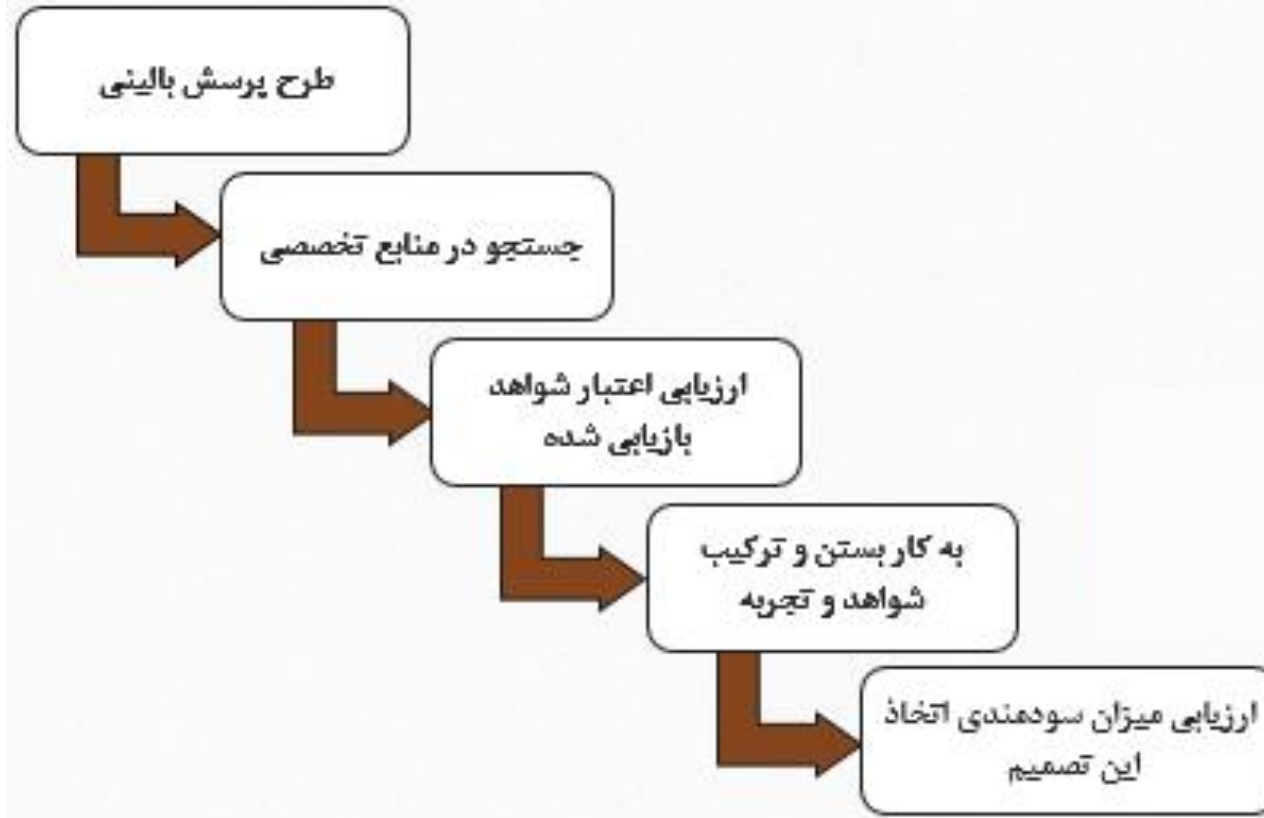 طرح پرسش بالینی
جستجو در منابع تخصصی
ارزیابی اعتبار شواهد
بازیابی شده
به کار بستن و ترکیب
شواهد و تجربه
ارزیابی میزان سودمندی اتخاذ
این تصمیم